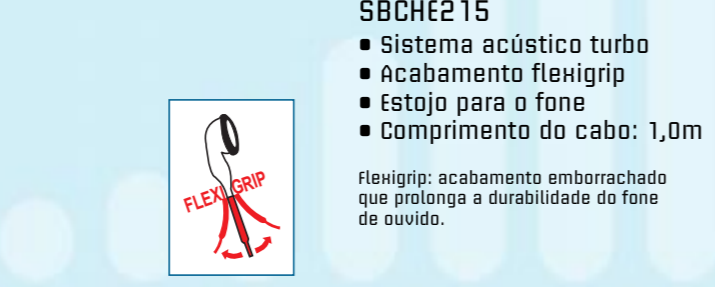 SBCHE215
• Sistema acústico turbo
• Acabamento flexigrip
• Estojo para o fone
• Comprimento do cabo: 1,0m
FLEXI GRIP
Flexigrip: acabamento emborrachado
que prolonga a durabilidade do fone
de ouvido.